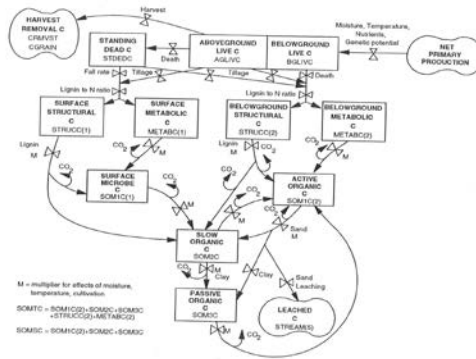 HARVEST
REMOVAL C
CRMVST
CGRAIN
Harvest
STANDING
DEAD C
STDEDC
Death
ABOVEGROUND
LIVE C
AGLIVC
BELOWGROUND
LIVE C
BGLIVC
Moisture, Temperature,
Nutrients,
Genetic potential
NET
PRIMARY
PRODUCTION
Fall rate
Tillage
Tillage
Death
Lignin to N ratio
Lignin to N ratio
SURFACE
STRUCTURAL
C
STRUCC(1)
SURFACE
METABOLIC
C
METABC(1)
BELOWGROUND
STRUCTURAL
C
STRUCC(2)
BELOWGROUND
METABOLIC
C
METABC(2)
Lignin
M
CO2
CO2
M
Lignin
M
CO2
CO2
M
SURFACE
MICROBE
C
SOM1C(1)
CO2
M
CO2
CO2
M
ACTIVE
ORGANIC
C
SOM1C(2)
Sand
M
SLOW
ORGANIC C
SOM2C
CO2
M
Clay
Clay
Sand
Leaching
PASSIVE
ORGANIC C
SOM3C
M
CO2
LEACHED
C
STREAM(5)
M = multiplier for effects of moisture,
temperature, cultivation
SOMTC = SOM1C(2)+SOM2C+SOM3C
+STRUCC(2)+METABC(2)
SOMSC = SOM1C(2)+SOM2C+SOM3C